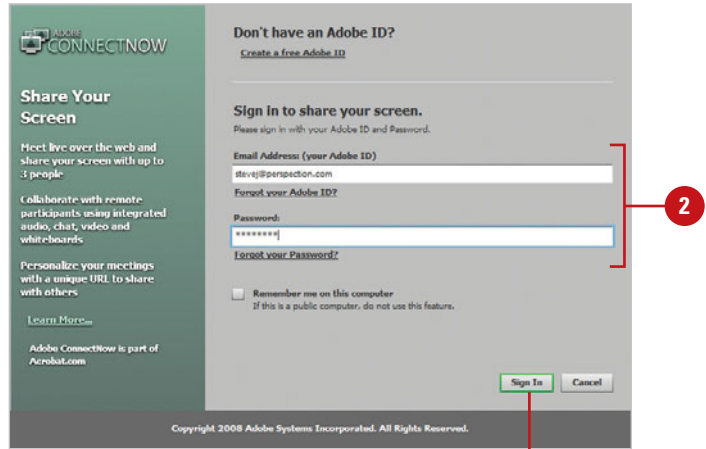 ADOBE
CONNECTNOW
Share Your
Screen
Meet live over the web and
share your screen with up to
3 people
Collaborate with remote
participants using integrated
audio, chat, video and
whiteboards
Personalize your meetings
with a unique URL to share
with others
Learn More...
Adobe ConnectNow is part of
Acrobat.com
Don't have an Adobe ID?
Create a free Adobe ID
Sign in to share your screen.
Please sign in with your Adobe ID and Password.
Email Address: (your Adobe ID)
stevej@perspection.com
Forgot your Adobe ID?
Password:
********
Forgot your Password?
Remember me on this computer
If this is a public computer, do not use this feature.
Sign In
Cancel
2
Copyright 2008 Adobe Systems Incorporated. All Rights Reserved.